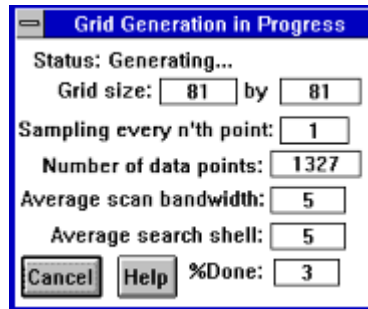 Grid Generation in Progress
Status: Generating...
Grid size: 81 by 81
Sampling every n'th point: 1
Number of data points: 1327
Average scan bandwidth: 5
Average search shell: 5
Cancel Help %Done: 3